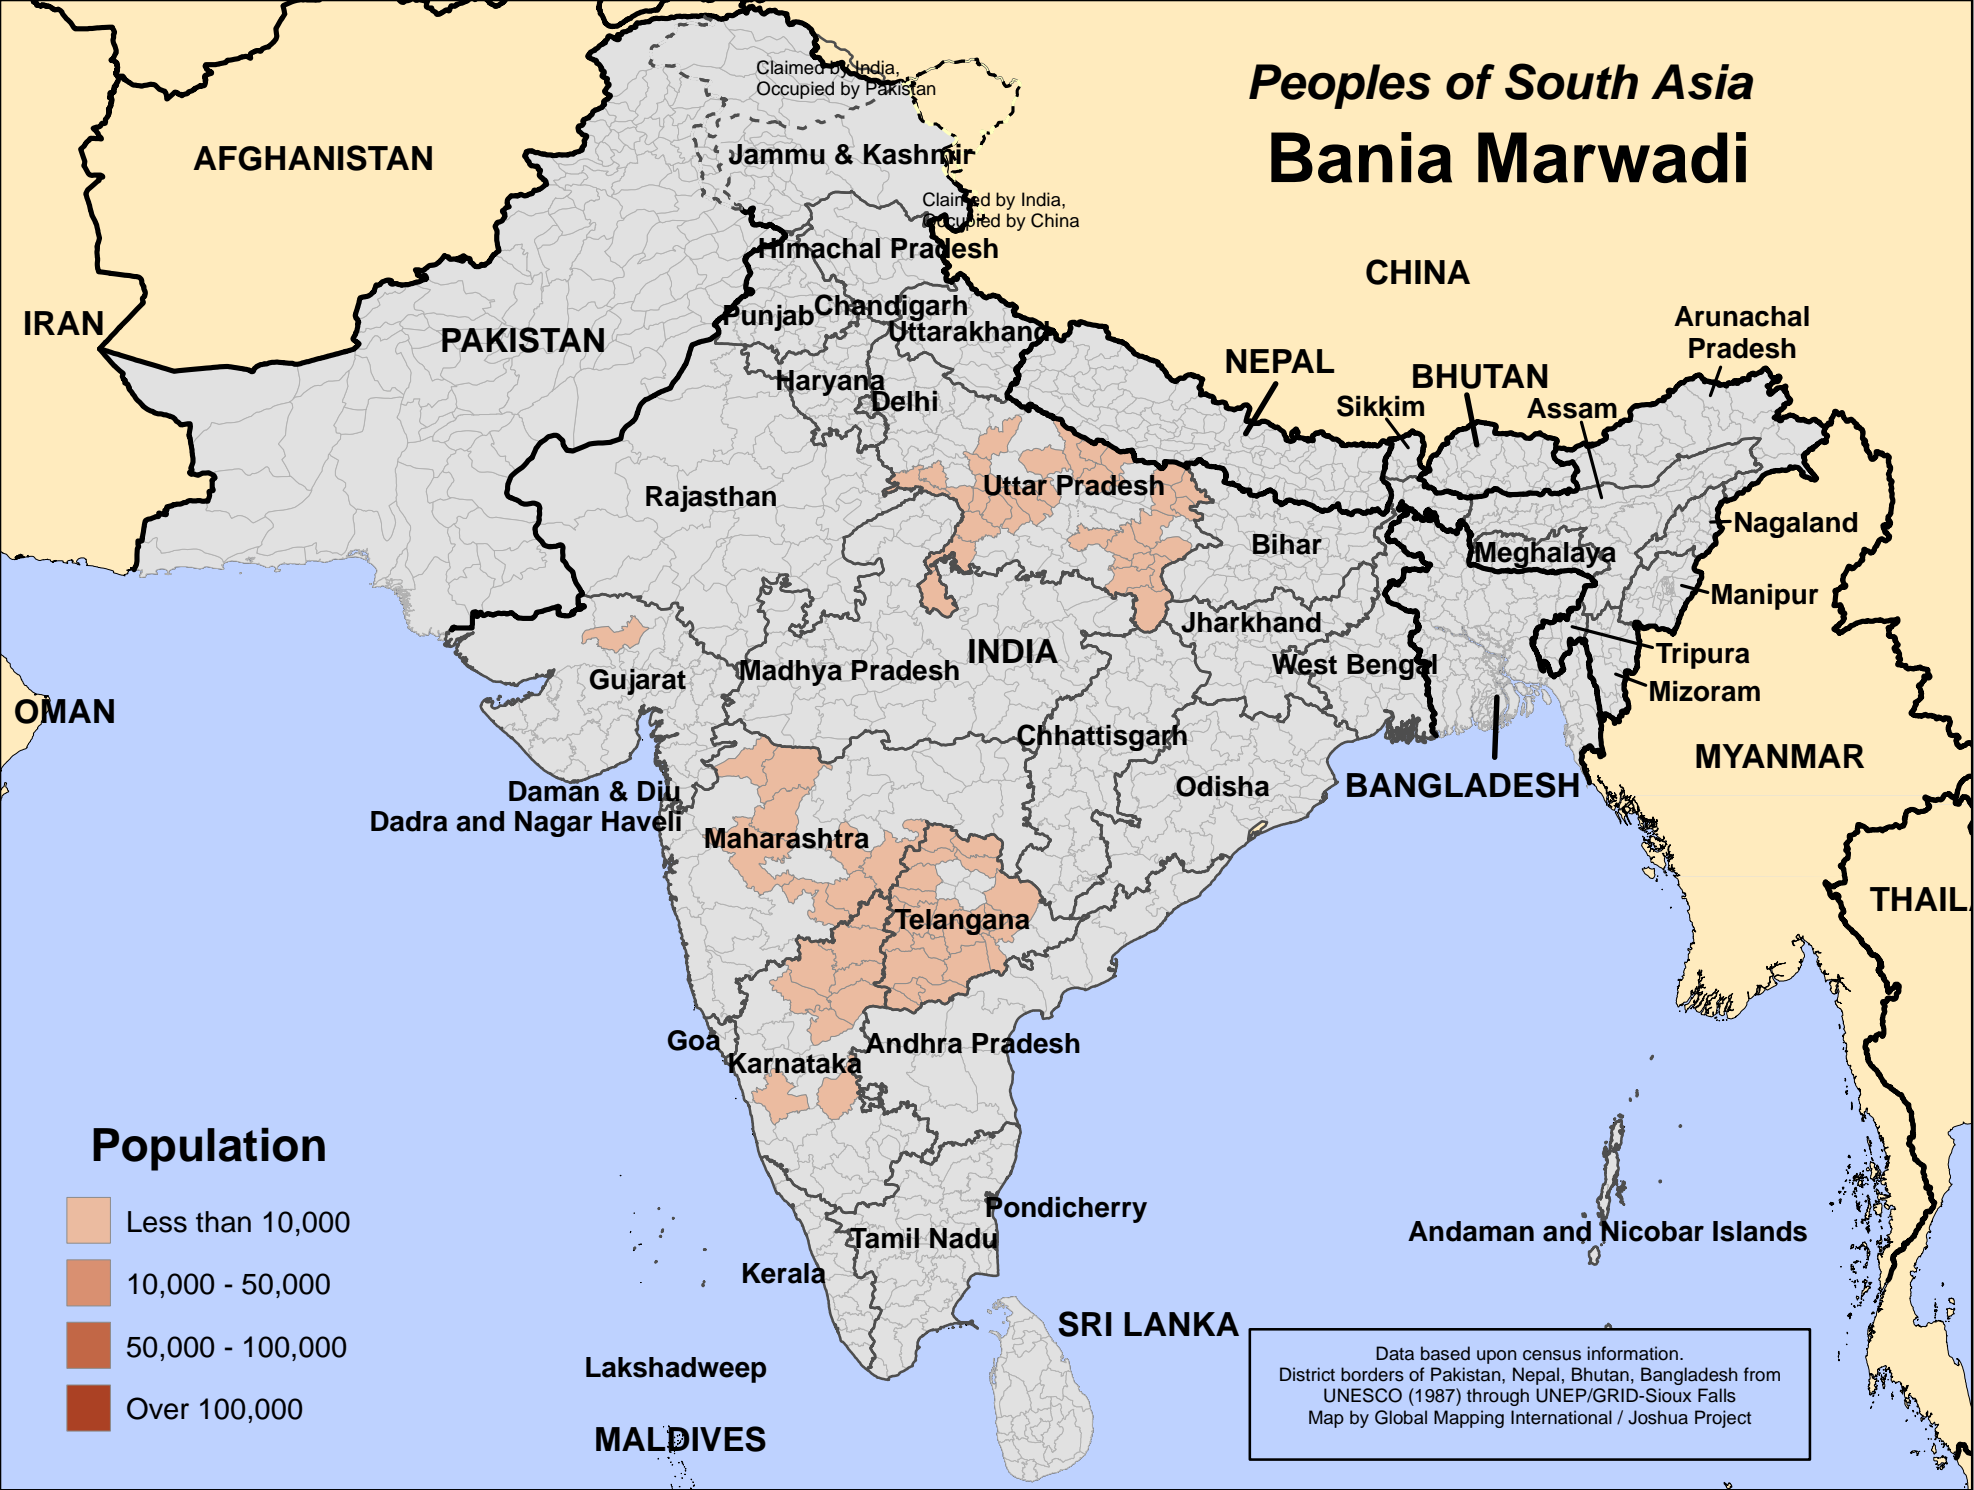 Peoples of South Asia
Bania Marwadi
Claimed by India,
Occupied by Pakistan
AFGHANISTAN
Jammu & Kashmir
Claimed by India,
Occupied by China
Himachal Pradesh
CHINA
IRAN
PAKISTAN
Punjab
Chandigarh
Uttarakhand
Arunachal
Pradesh
NEPAL
BHUTAN
Haryana
Delhi
Sikkim
Assam
Rajasthan
Uttar Pradesh
Nagaland
Bihar
Meghalaya
Manipur
Jharkhand
INDIA
Tripura
West Bengal
Madhya Pradesh
Gujarat
Mizoram
OMAN
Chhattisgarh
MYANMAR
Odisha
BANGLADESH
Daman & Diu
Dadra and Nagar Haveli
Maharashtra
THAIL
Telangana
Goa
Andhra Pradesh
Karnataka
Population
Less than 10,000
10,000 - 50,000
50,000 - 100,000
Over 100,000
Pondicherry
Tamil Nadu
Andaman and Nicobar Islands
Kerala
SRI LANKA
Lakshadweep
MALDIVES
Data based upon census information.
District borders of Pakistan, Nepal, Bhutan, Bangladesh from
UNESCO (1987) through UNEP/GRID-Sioux Falls
Map by Global Mapping International / Joshua Project